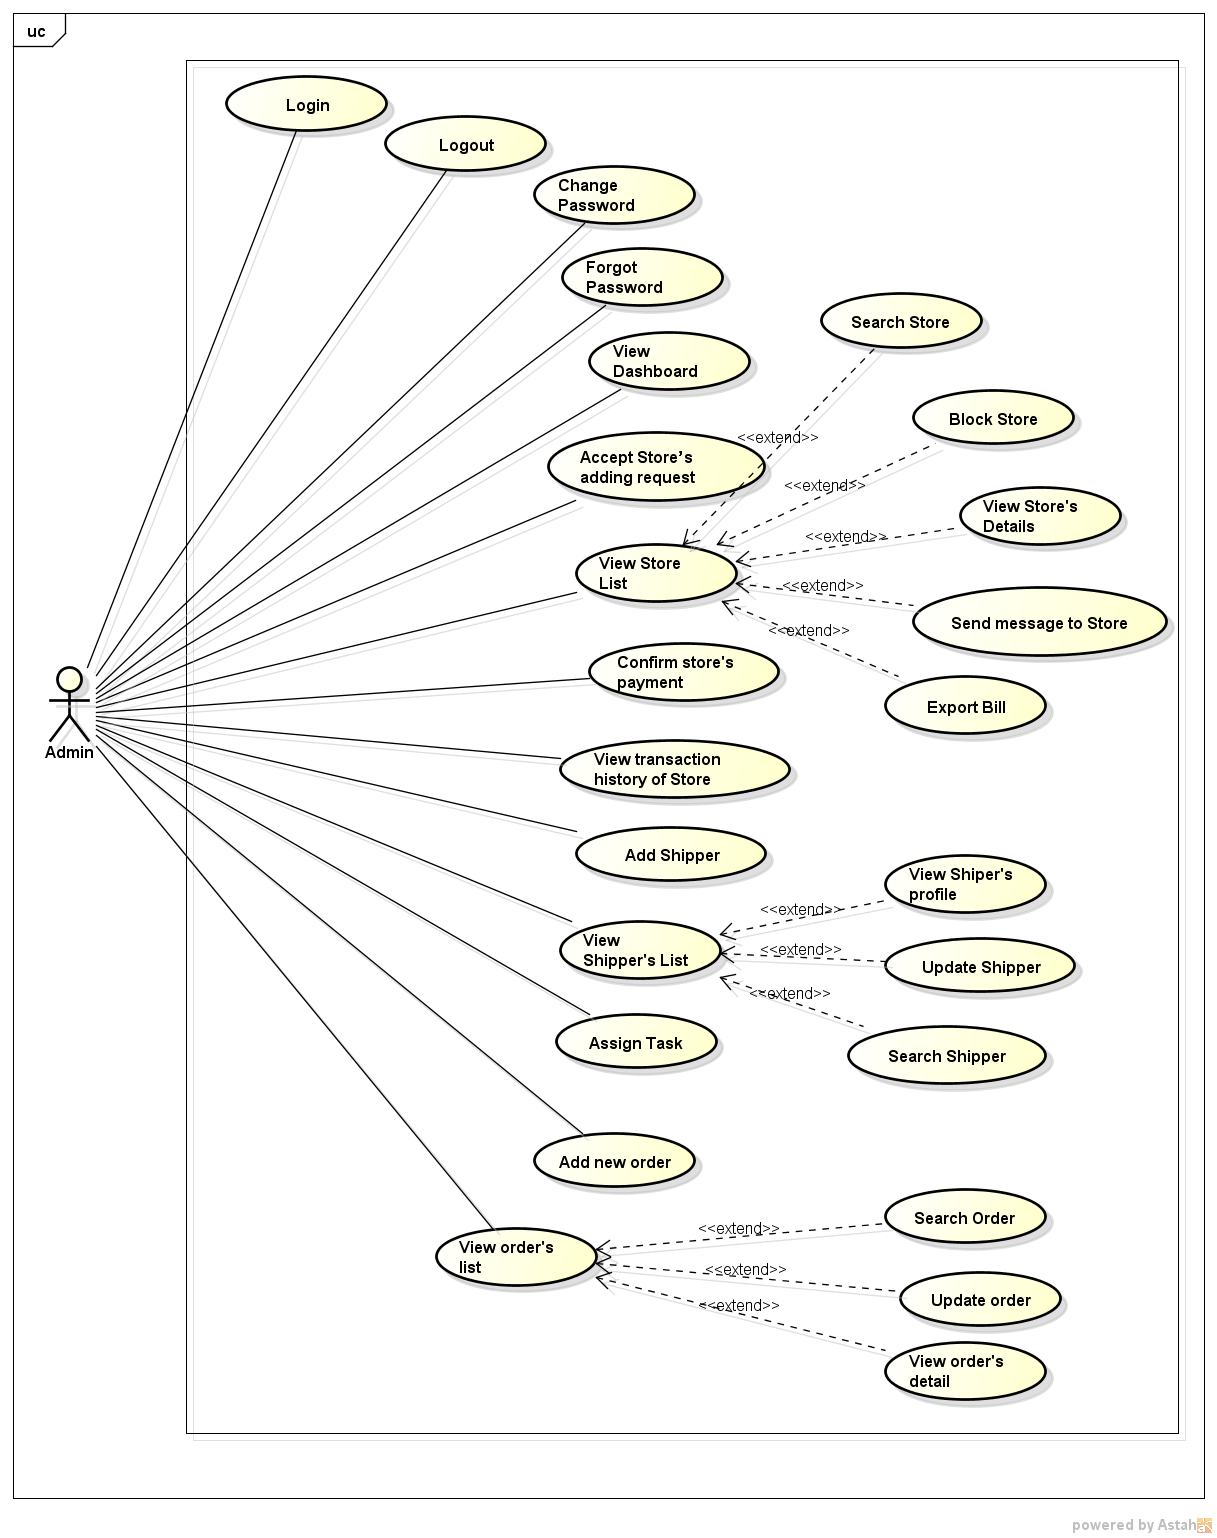 uc
Login
Logout
Change
Password
Forgot
Password
View
Dashboard
Search Store
Block Store
<<extend>>
Accept Store's
adding request
<<extend>>
View Store's
Details
<<extend>>
View Store
List
<<extend>>
Send message to Store
<<extend>>
Confirm store's
payment
Export Bill
Admin
View transaction
history of Store
Add Shipper
View Shiper's
profile
<<extend>>
View
Shipper's List
<<extend>>
Update Shipper
<<extend>>
Assign Task
Search Shipper
Add new order
Search Order
<<extend>>
View order's
list
<<extend>>
Update order
<<extend>>
View order's
detail
powered by Astah